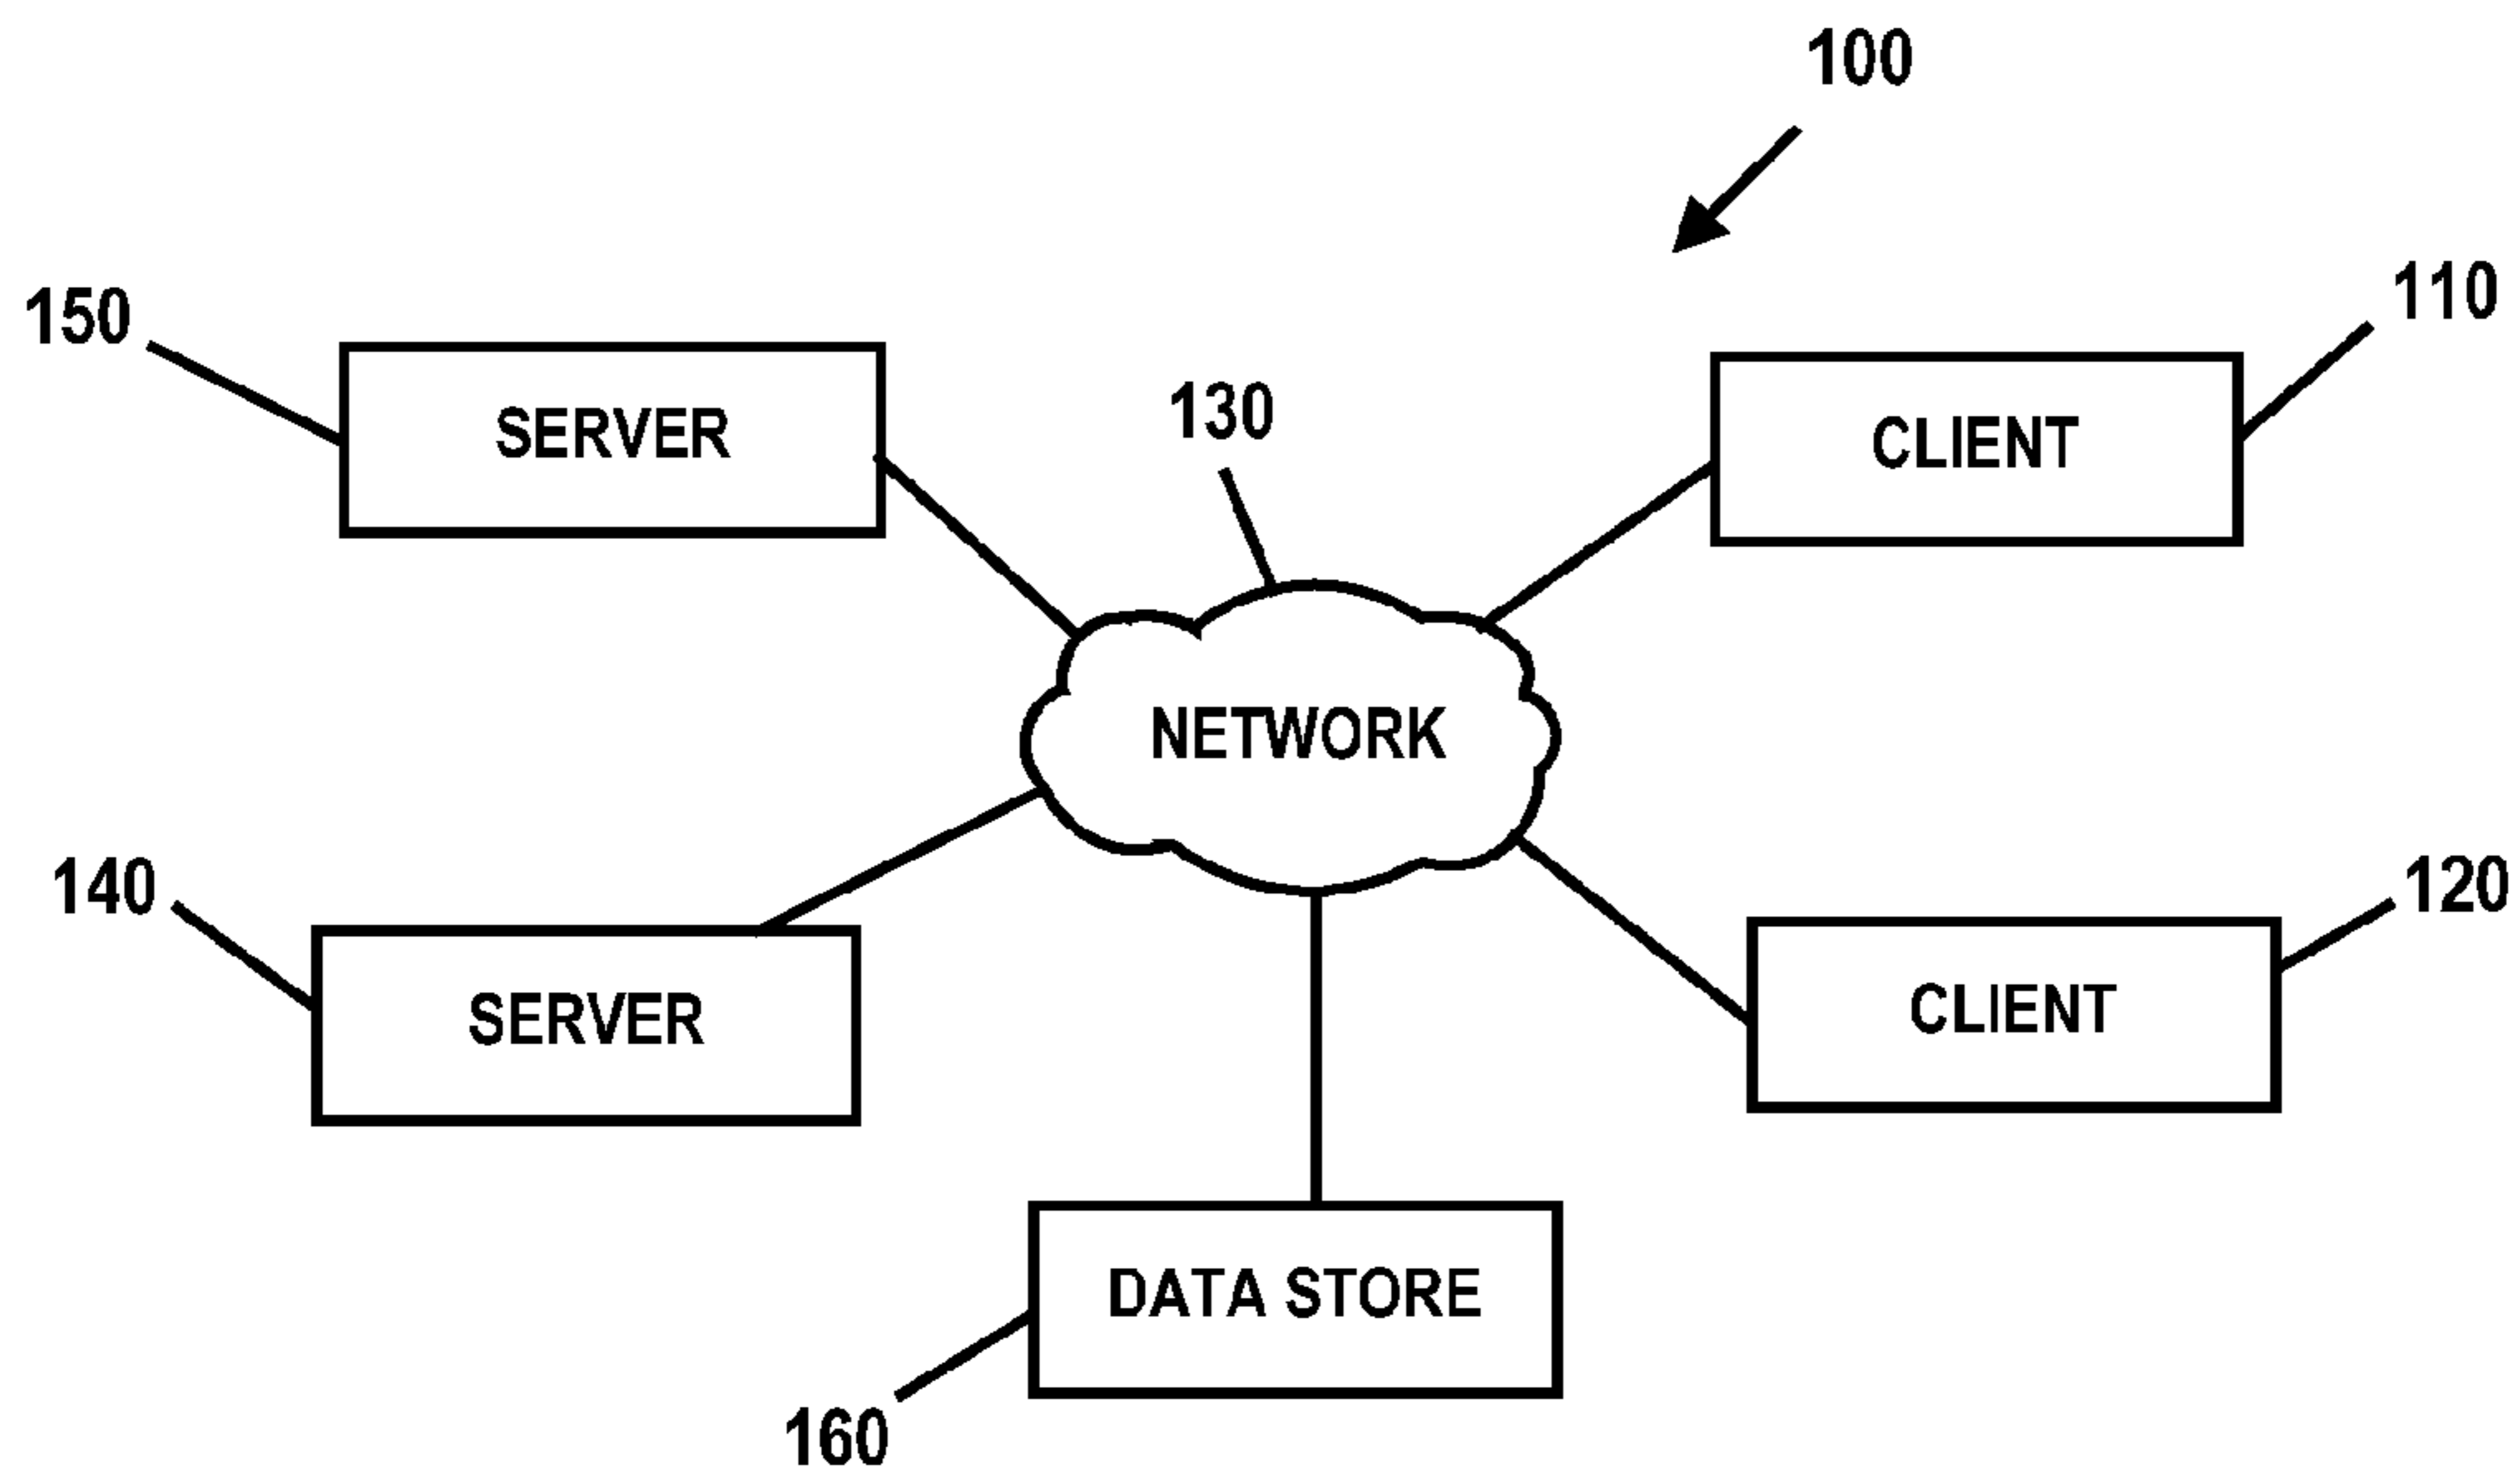 100
110
150
SERVER
130
CLIENT
NETWORK
140
120
SERVER
CLIENT
DATA STORE
160